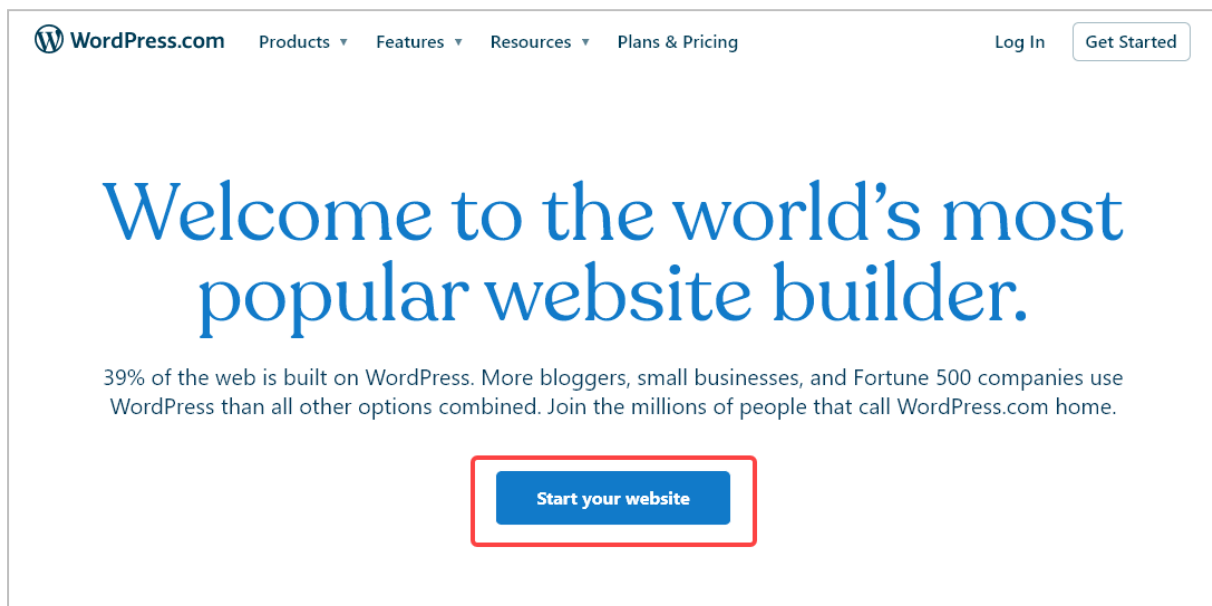 WordPress.com Products ▾ Features ▾ Resources ▾ Plans & Pricing Log In Get Started
Welcome to the world’s most
popular website builder.
39% of the web is built on WordPress. More bloggers, small businesses, and Fortune 500 companies use
WordPress than all other options combined. Join the millions of people that call WordPress.com home.
Start your website